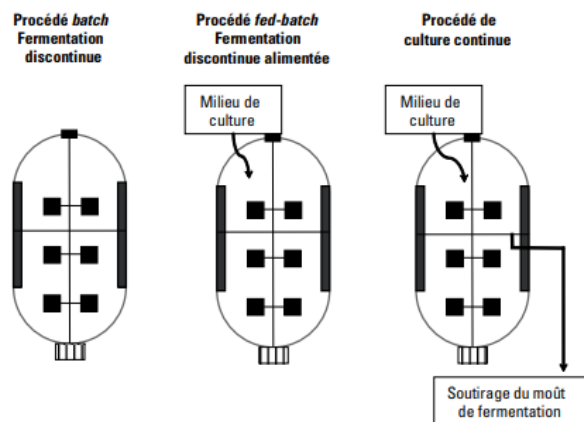 Procédé batch
Fermentation
discontinue
Procédé fed-batch
Fermentation
discontinue alimentée
Procédé de
culture continue
Milieu de
culture
Milieu de
culture
Soutirage du moût
de fermentation